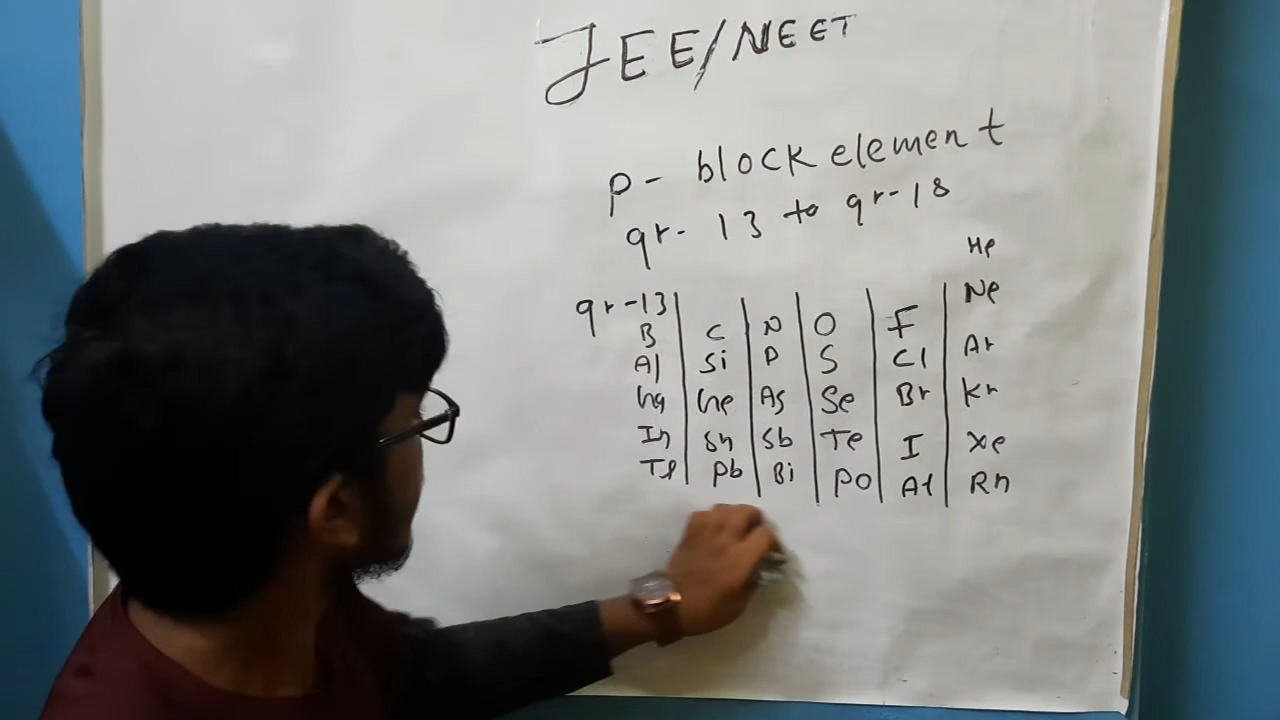 JEE/NEET
p- block element
gr- 13 to gr-18
He
gr-13 Ne
B C N O F
Al Si P S Cl Ar
Ga Ge As Se Br Kr
In Sn Sb Te I Xe
Tl Pb Bi Po At Rn